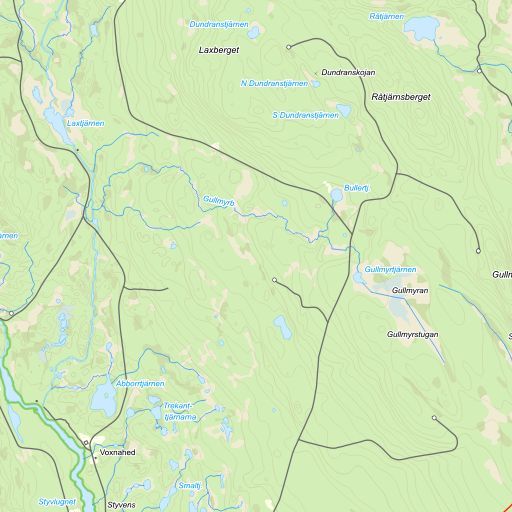 Dundranstjärnen
Råtjärnen
Laxberget
Dundranskojan
N Dundranstjärnen
Råtjärnsberget
S Dundranstjärnen
Laxtjärnen
Bullertj.
Gullmyrb
Gullmyrtjärnen
Gullmyran
Gullmyrstugan
Abborrtjärnen
Trekant-
tjärnarna
Voxnahed
Smaltj.
Styvlugnet
Styvens